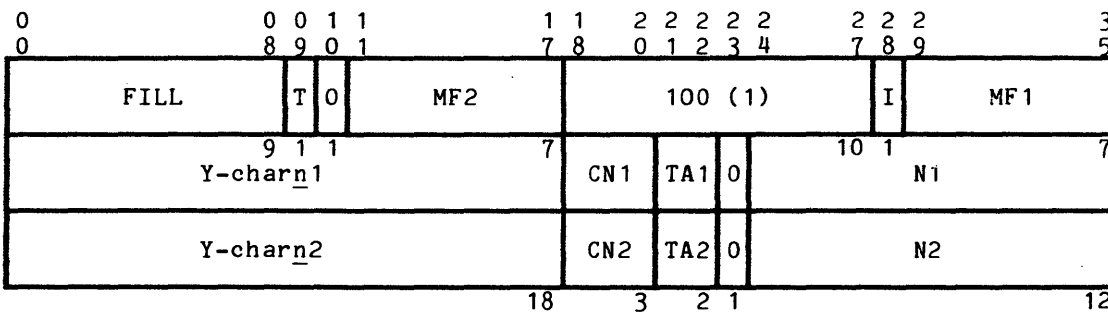 0 0 0 1 1 1 1 2 2 2 2 2 2 2 2 3
0 8 9 0 1 7 8 0 1 2 3 4 7 8 9 5
FILL T 0 MF2 100 (1) I MF1
9 1 1 7 10 1 7
Y-charn1 CN1 TA1 0 N1
Y-charn2 CN2 TA2 0 N2
18 3 2 1 12